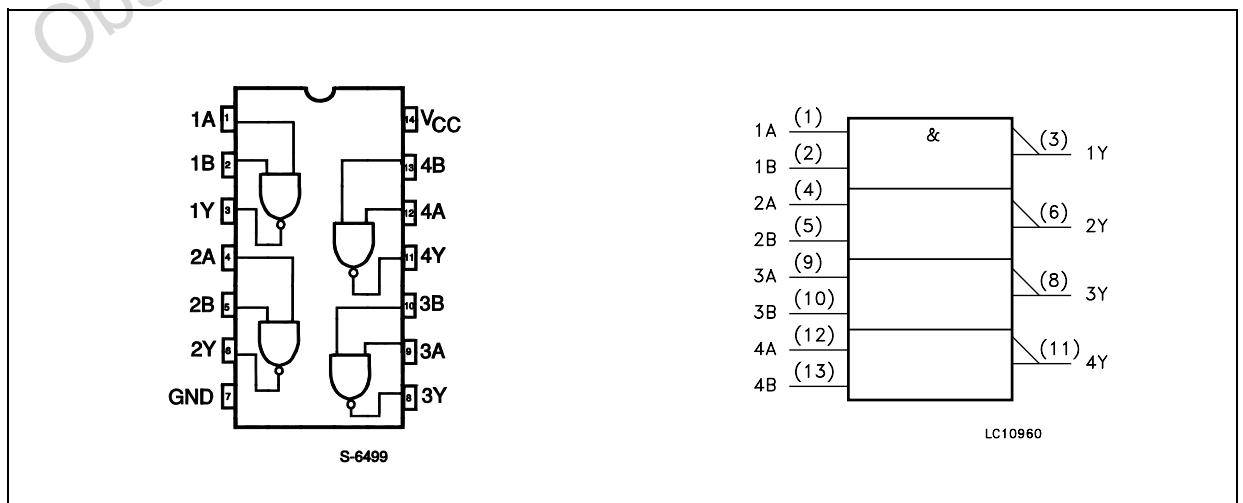 Obs
1A 1 14 VCC
1B 2 13 4B
1Y 3 12 4A
2A 4 11 4Y
2B 5 10 3B
2Y 6 9 3A
GND 7 8 3Y
S-6499
&
1A (1)
1B (2)
2A (4)
2B (5)
3A (9)
3B (10)
4A (12)
4B (13)
(3) 1Y
(6) 2Y
(8) 3Y
(11) 4Y
LC10960